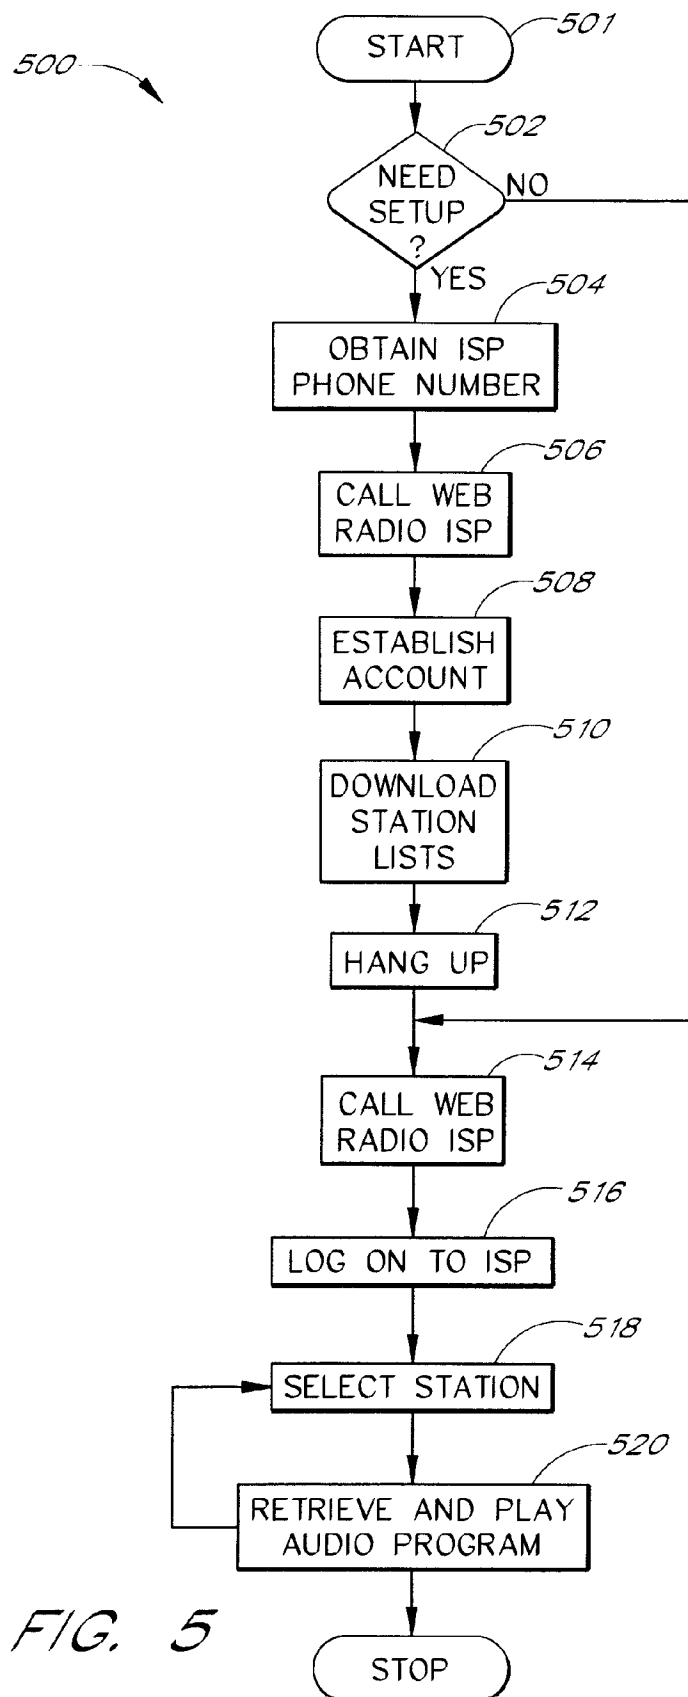 501
START
500
502
NEED
SETUP
?
NO
YES
504
OBTAIN ISP
PHONE NUMBER
506
CALL WEB
RADIO ISP
508
ESTABLISH
ACCOUNT
510
DOWNLOAD
STATION
LISTS
512
HANG UP
514
CALL WEB
RADIO ISP
516
LOG ON TO ISP
518
SELECT STATION
520
RETRIEVE AND PLAY
AUDIO PROGRAM
FIG. 5
STOP